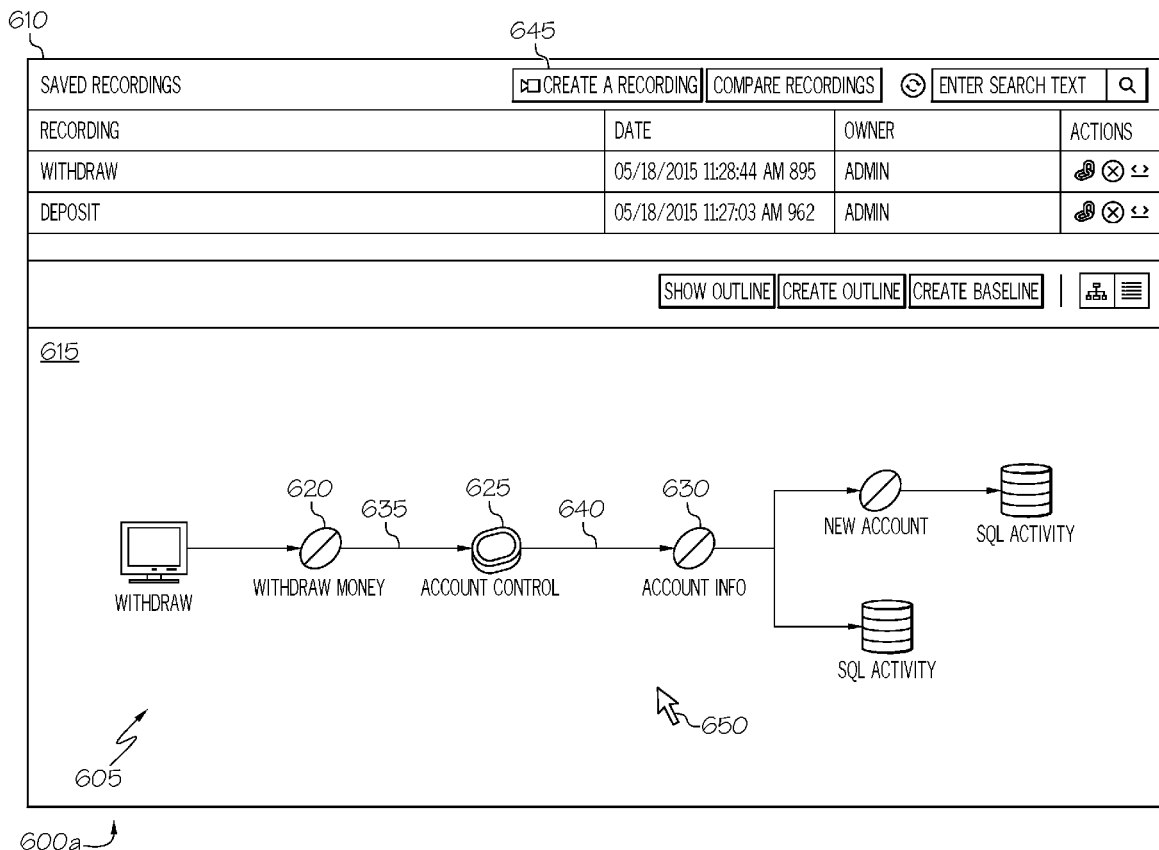 610
645
SAVED RECORDINGS CREATE A RECORDING COMPARE RECORDINGS ENTER SEARCH TEXT
RECORDING DATE OWNER ACTIONS
WITHDRAW 05/18/2015 11:28:44 AM 895 ADMIN
DEPOSIT 05/18/2015 11:27:03 AM 962 ADMIN
SHOW OUTLINE CREATE OUTLINE CREATE BASELINE
615
620 635 625 640 630
NEW ACCOUNT SQL ACTIVITY
WITHDRAW WITHDRAW MONEY ACCOUNT CONTROL ACCOUNT INFO
SQL ACTIVITY
650
605
600a